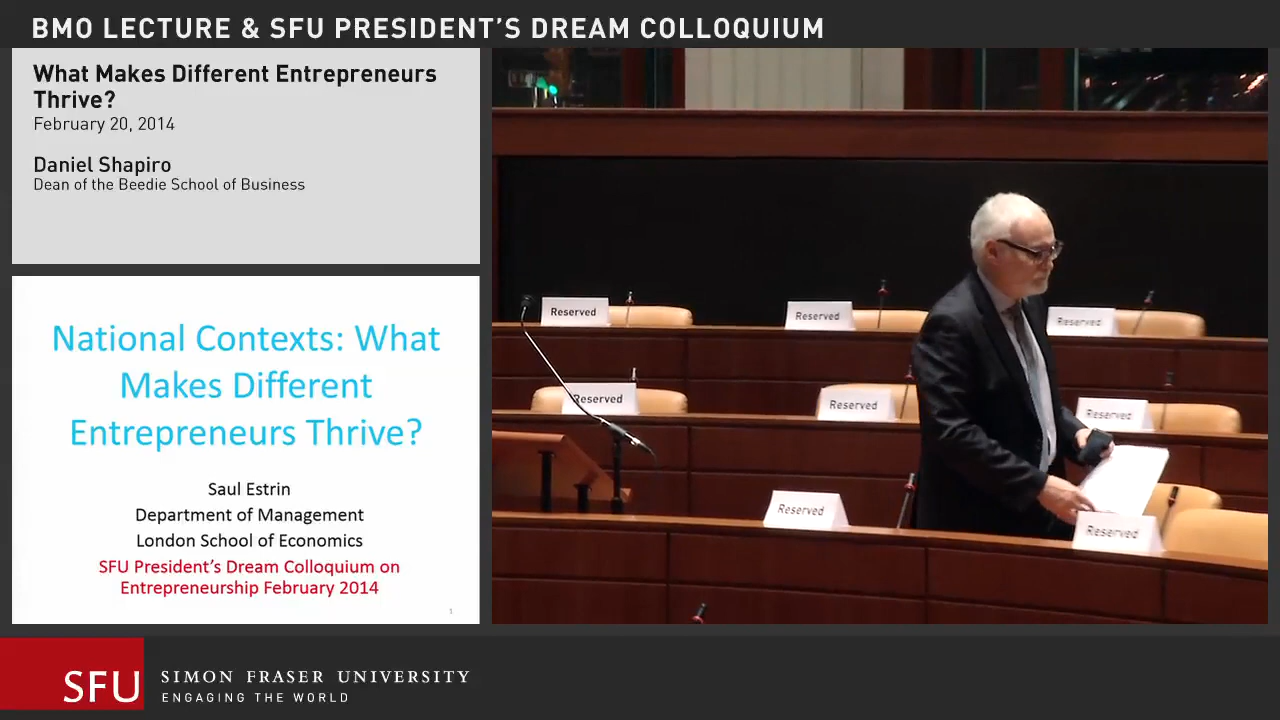 BMO LECTURE & SFU PRESIDENT'S DREAM COLLOQUIUM
What Makes Different Entrepreneurs
Thrive?
February 20, 2014
Daniel Shapiro
Dean of the Beedie School of Business
National Contexts: What
Makes Different
Entrepreneurs Thrive?
Saul Estrin
Department of Management
London School of Economics
SFU President's Dream Colloquium on
Entrepreneurship February 2014
1
Reserved
Reserved
Reserved
Reserved
Reserved
Reserved
Reserved
Reserved
SFU
SIMON FRASER UNIVERSITY
ENGAGING THE WORLD